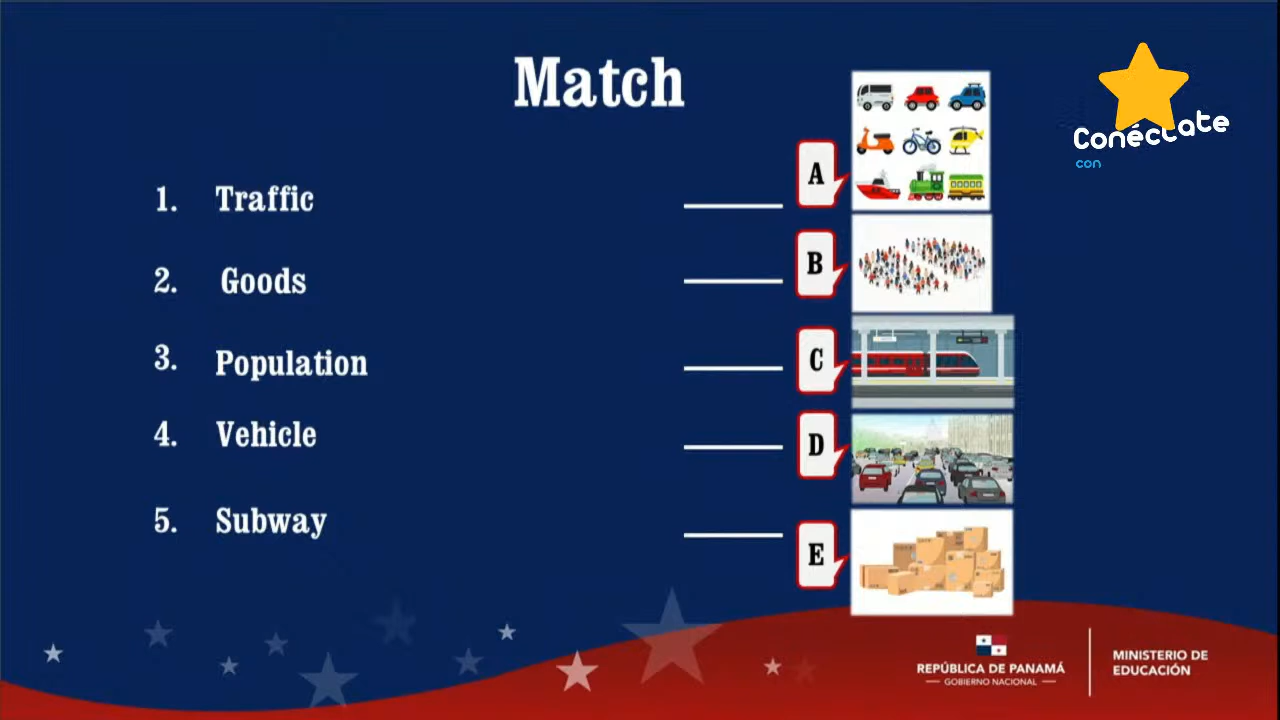 Match
Conéctate
con
1. Traffic
2. Goods
3. Population
4. Vehicle
5. Subway
A
B
C
D
E
REPÚBLICA DE PANAMÁ
— GOBIERNO NACIONAL —
MINISTERIO DE
EDUCACIÓN